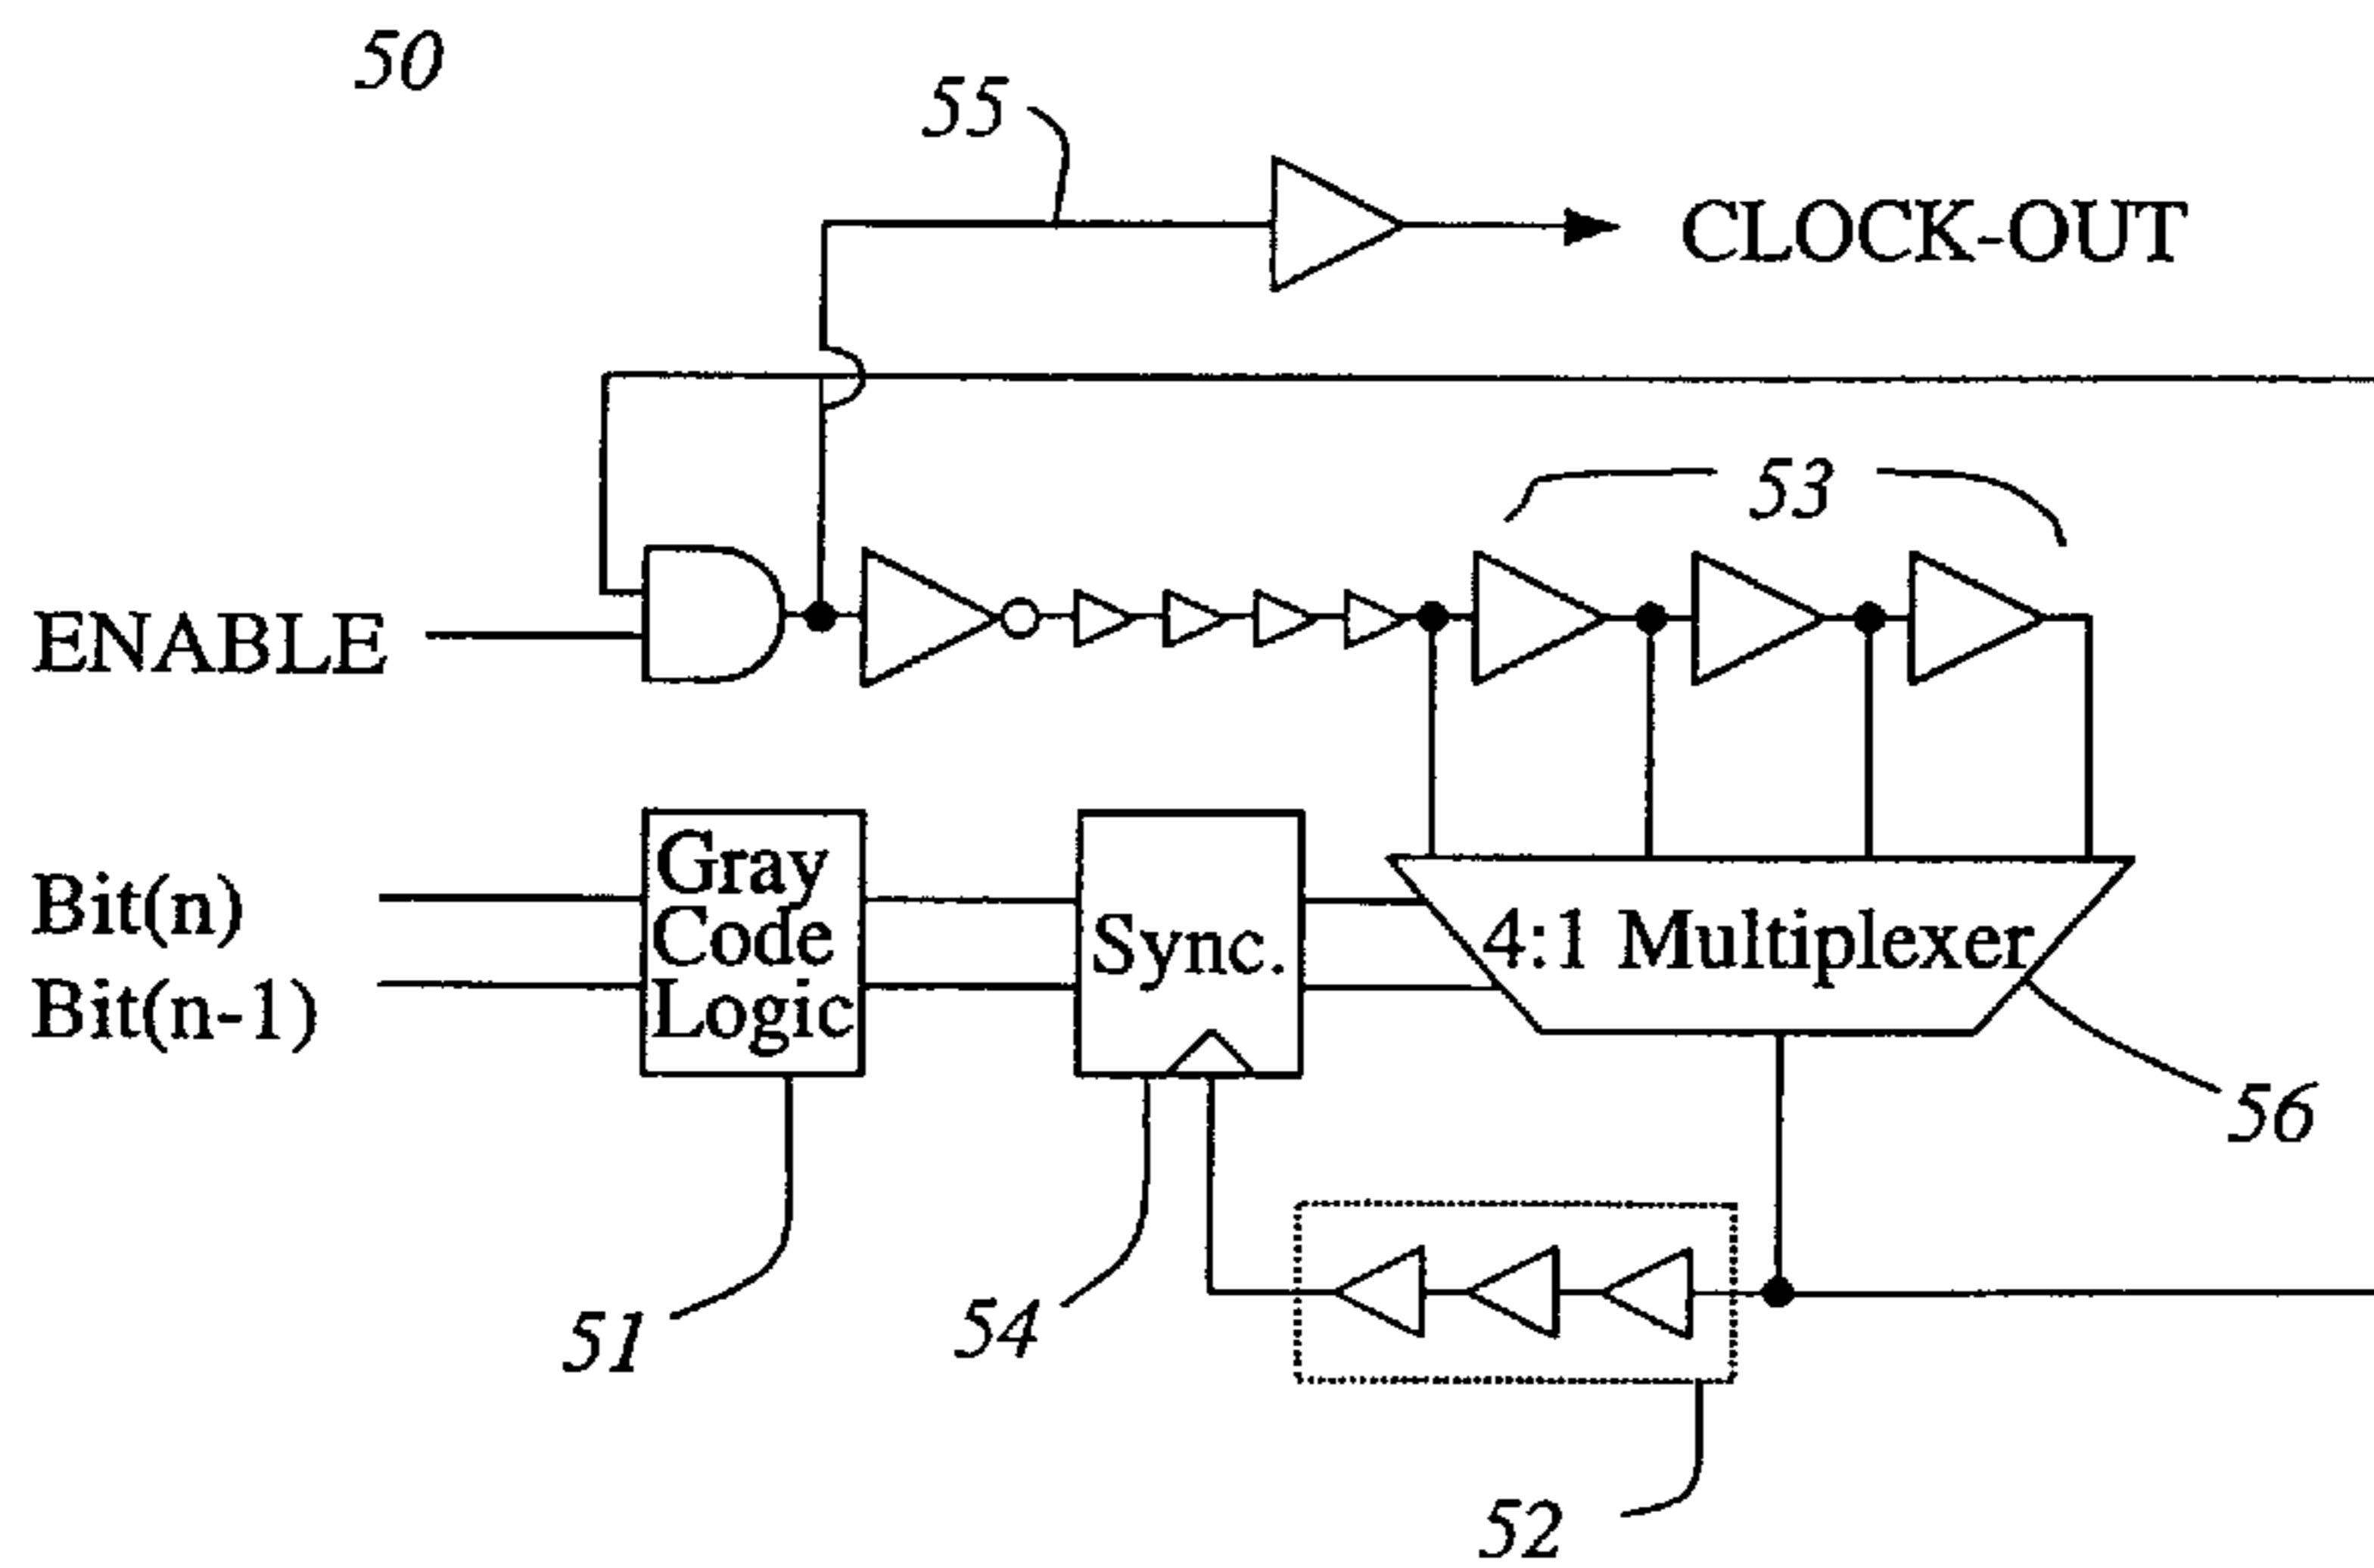 50
55
CLOCK-OUT
53
ENABLE
Gray
Code
Logic
Bit(n)
Bit(n-1)
Sync.
4:1 Multiplexer
56
51
54
52